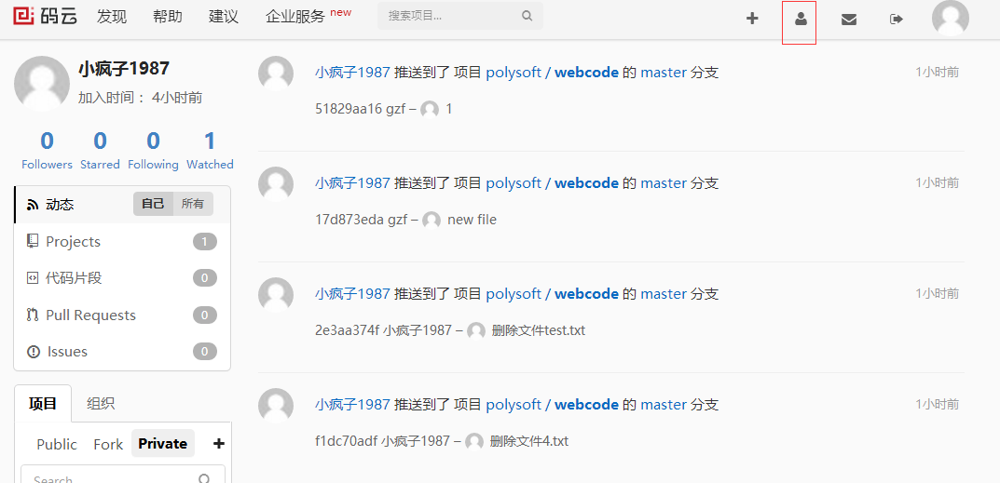 码云 发现 帮助 建议 企业服务 new 搜索项目...
小疯子1987
加入时间： 4小时前
0 0 0 1
Followers Starred Following Watched
动态 自己 所有
Projects 1
代码片段 0
Pull Requests 0
Issues 0
项目 组织
Public Fork Private
Search
小疯子1987 推送到了 项目 polysoft / webcode 的 master 分支 1小时前
51829aa16 gzf – 1
小疯子1987 推送到了 项目 polysoft / webcode 的 master 分支 1小时前
17d873eda gzf – new file
小疯子1987 推送到了 项目 polysoft / webcode 的 master 分支 1小时前
2e3aa374f 小疯子1987 – 删除文件test.txt
小疯子1987 推送到了 项目 polysoft / webcode 的 master 分支 1小时前
f1dc70adf 小疯子1987 – 删除文件4.txt